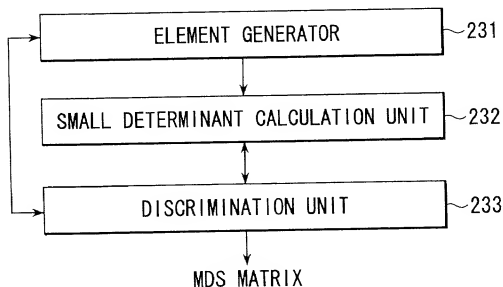 ELEMENT GENERATOR 231
SMALL DETERMINANT CALCULATION UNIT 232
DISCRIMINATION UNIT 233
MDS MATRIX